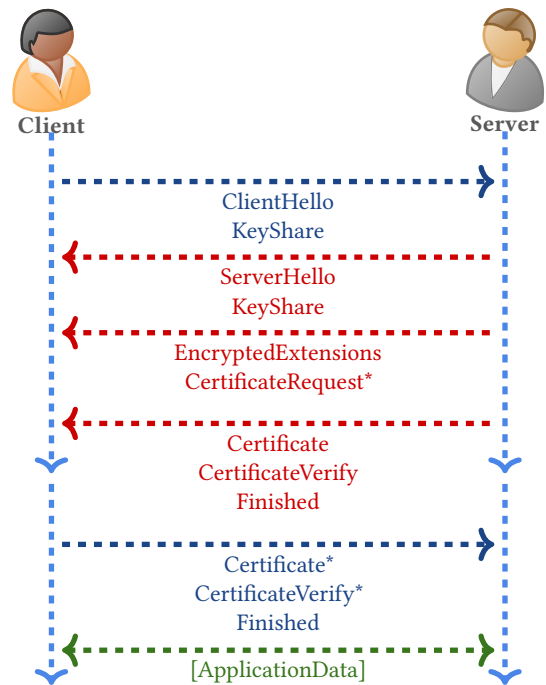 Client
Server
ClientHello
KeyShare
ServerHello
KeyShare
EncryptedExtensions
CertificateRequest*
Certificate
CertificateVerify
Finished
Certificate*
CertificateVerify*
Finished
[ApplicationData]